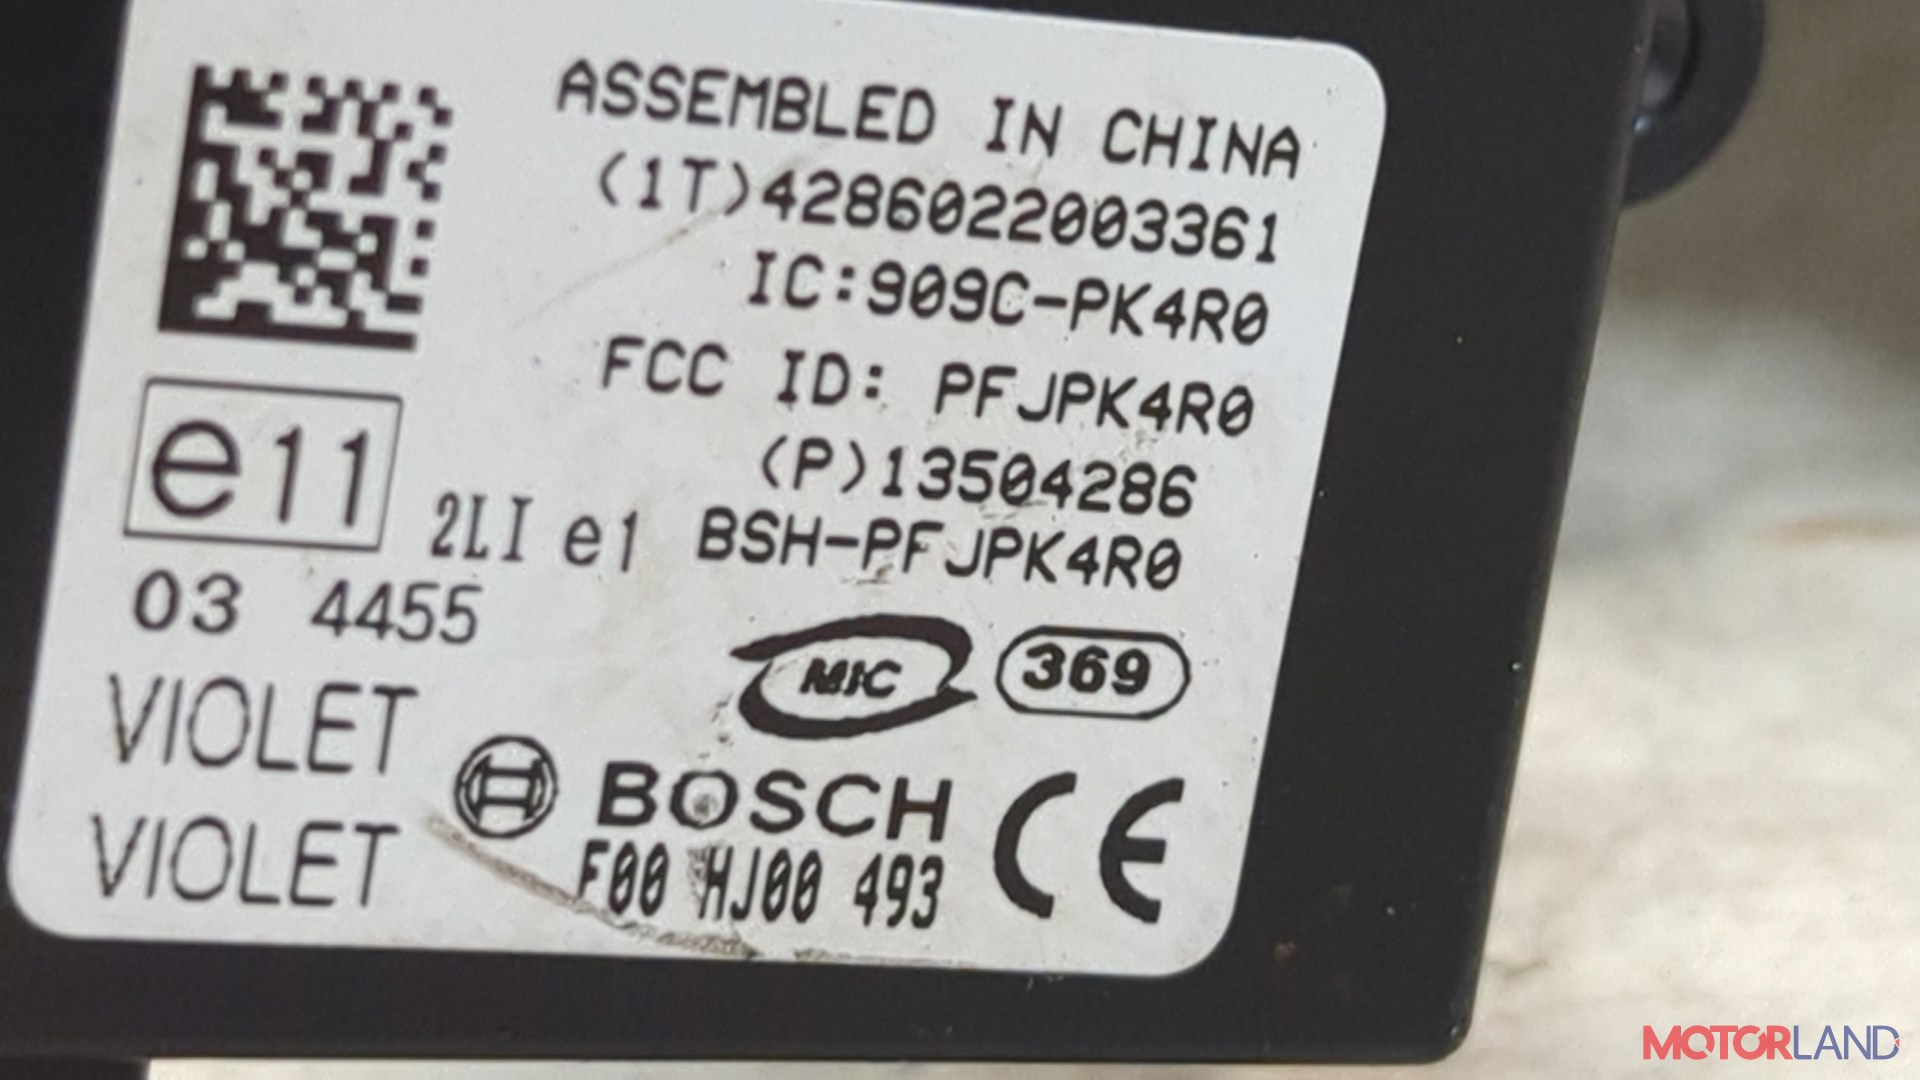 ASSEMBLED IN CHINA
(1T)4286022003361
IC:909C-PK4R0
FCC ID: PFJPK4R0
(P)13504286
e11
2LI e1 BSH-PFJPK4R0
03 4455
MIC 369
VIOLET
BOSCH CE
VIOLET
F00 HJ00 493
MOTORLAND